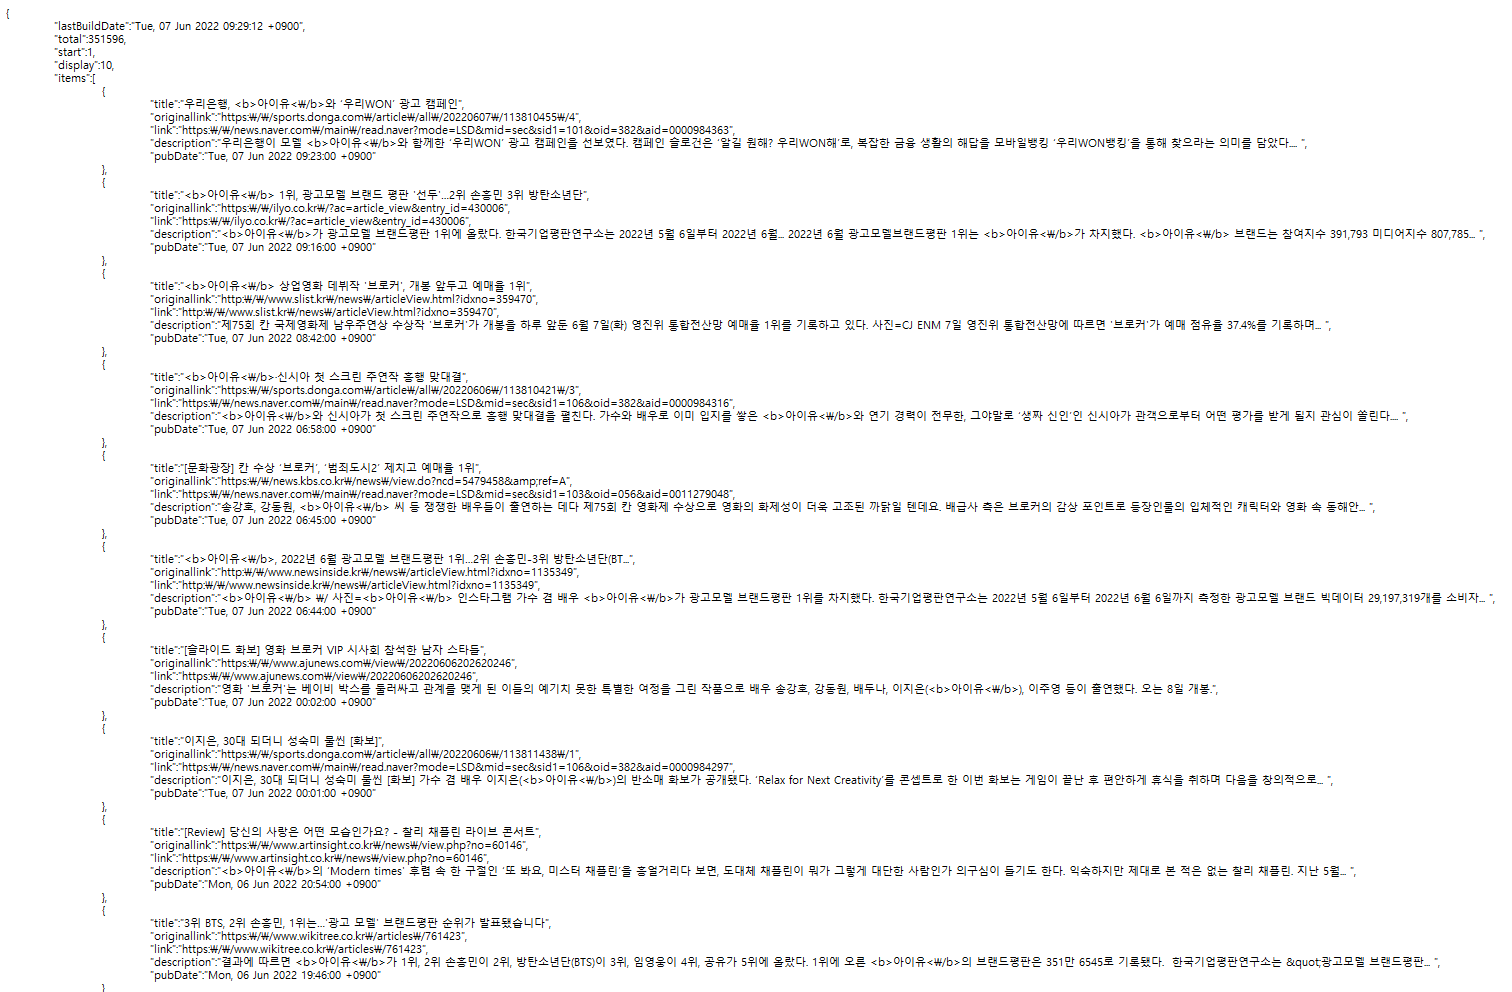 {
"lastBuildDate":"Tue, 07 Jun 2022 09:29:12 +0900",
"total":351596,
"start":1,
"display":10,
"items":[
{
"title":"우리은행, <b>아이유<₩/b>와 '우리WON' 광고 캠페인",
"originallink":"https:₩/₩/sports.donga.com₩/article₩/all₩/20220607₩/113810455₩/4",
"link":"https:₩/₩/news.naver.com₩/main₩/read.naver?mode=LSD&mid=sec&sid1=101&oid=382&aid=0000984363",
"description":"우리은행이 모델 <b>아이유<₩/b>와 함께한 '우리WON' 광고 캠페인을 선보였다. 캠페인 슬로건은 '알길 원해? 우리WON해'로, 복잡한 금융 생활의 해답을 모바일뱅킹 '우리WON뱅킹'을 통해 찾으라는 의미를 담았다.... ",
"pubDate":"Tue, 07 Jun 2022 09:23:00 +0900"
},
{
"title":"<b>아이유<₩/b> 1위, 광고모델 브랜드 평판 '선두'...2위 손흥민 3위 방탄소년단",
"originallink":"https:₩/₩/ilyo.co.kr₩/?ac=article_view&entry_id=430006",
"link":"https:₩/₩/ilyo.co.kr₩/?ac=article_view&entry_id=430006",
"description":"<b>아이유<₩/b>가 광고모델 브랜드평판 1위에 올랐다. 한국기업평판연구소는 2022년 5월 6일부터 2022년 6월... 2022년 6월 광고모델브랜드평판 1위는 <b>아이유<₩/b>가 차지했다. <b>아이유<₩/b> 브랜드는 참여지수 391,793 미디어지수 807,785... ",
"pubDate":"Tue, 07 Jun 2022 09:16:00 +0900"
},
{
"title":"<b>아이유<₩/b> 상업영화 데뷔작 '브로커', 개봉 앞두고 예매율 1위",
"originallink":"http:₩/₩/www.slist.kr₩/news₩/articleView.html?idxno=359470",
"link":"http:₩/₩/www.slist.kr₩/news₩/articleView.html?idxno=359470",
"description":"제75회 칸 국제영화제 남우주연상 수상작 '브로커'가 개봉을 하루 앞둔 6월 7일(화) 영진위 통합전산망 예매율 1위를 기록하고 있다. 사진=CJ ENM 7일 영진위 통합전산망에 따르면 '브로커'가 예매 점유율 37.4%를 기록하며... ",
"pubDate":"Tue, 07 Jun 2022 08:42:00 +0900"
},
{
"title":"<b>아이유<₩/b>·신시아 첫 스크린 주연작 흥행 맞대결",
"originallink":"https:₩/₩/sports.donga.com₩/article₩/all₩/20220606₩/113810421₩/3",
"link":"https:₩/₩/news.naver.com₩/main₩/read.naver?mode=LSD&mid=sec&sid1=106&oid=382&aid=0000984316",
"description":"<b>아이유<₩/b>와 신시아가 첫 스크린 주연작으로 흥행 맞대결을 펼친다. 가수와 배우로 이미 입지를 쌓은 <b>아이유<₩/b>와 연기 경력이 전무한, 그야말로 '생짜 신인'인 신시아가 관객으로부터 어떤 평가를 받게 될지 관심이 쏠린다.... ",
"pubDate":"Tue, 07 Jun 2022 06:58:00 +0900"
},
{
"title":"[문화광장] 칸 수상 '브로커', '범죄도시2' 제치고 예매율 1위",
"originallink":"https:₩/₩/news.kbs.co.kr₩/news₩/view.do?ncd=5479458&amp;ref=A",
"link":"https:₩/₩/news.naver.com₩/main₩/read.naver?mode=LSD&mid=sec&sid1=103&oid=056&aid=0011279048",
"description":"송강호, 강동원, <b>아이유<₩/b> 씨 등 쟁쟁한 배우들이 출연하는 데다 제75회 칸 영화제 수상으로 영화의 화제성이 더욱 고조된 까닭일 텐데요. 배급사 측은 브로커의 감상 포인트로 등장인물의 입체적인 캐릭터와 영화 속 동해안... ",
"pubDate":"Tue, 07 Jun 2022 06:45:00 +0900"
},
{
"title":"<b>아이유<₩/b>, 2022년 6월 광고모델 브랜드평판 1위...2위 손흥민-3위 방탄소년단(BT...",
"originallink":"http:₩/₩/www.newsinside.kr₩/news₩/articleView.html?idxno=1135349",
"link":"http:₩/₩/www.newsinside.kr₩/news₩/articleView.html?idxno=1135349",
"description":"<b>아이유<₩/b> ₩/ 사진=<b>아이유<₩/b> 인스타그램 가수 겸 배우 <b>아이유<₩/b>가 광고모델 브랜드평판 1위를 차지했다. 한국기업평판연구소는 2022년 5월 6일부터 2022년 6월 6일까지 측정한 광고모델 브랜드 빅데이터 29,197,319개를 소비자... ",
"pubDate":"Tue, 07 Jun 2022 06:44:00 +0900"
},
{
"title":"[슬라이드 화보] 영화 브로커 VIP 시사회 참석한 남자 스타들",
"originallink":"https:₩/₩/www.ajunews.com₩/view₩/20220606202620246",
"link":"https:₩/₩/www.ajunews.com₩/view₩/20220606202620246",
"description":"영화 '브로커'는 베이비 박스를 둘러싸고 관계를 맺게 된 이들의 예기치 못한 특별한 여정을 그린 작품으로 배우 송강호, 강동원, 배두나, 이지은(<b>아이유<₩/b>), 이주영 등이 출연했다. 오는 8일 개봉.",
"pubDate":"Tue, 07 Jun 2022 00:02:00 +0900"
},
{
"title":"이지은, 30대 되더니 성숙미 물씬 [화보]",
"originallink":"https:₩/₩/sports.donga.com₩/article₩/all₩/20220606₩/113811438₩/1",
"link":"https:₩/₩/news.naver.com₩/main₩/read.naver?mode=LSD&mid=sec&sid1=106&oid=382&aid=0000984297",
"description":"이지은, 30대 되더니 성숙미 물씬 [화보] 가수 겸 배우 이지은(<b>아이유<₩/b>)의 반소매 화보가 공개됐다. 'Relax for Next Creativity'를 콘셉트로 한 이번 화보는 게임이 끝난 후 편안하게 휴식을 취하며 다음을 창의적으로... ",
"pubDate":"Tue, 07 Jun 2022 00:01:00 +0900"
},
{
"title":"[Review] 당신의 사랑은 어떤 모습인가요? - 찰리 채플린 라이브 콘서트",
"originallink":"https:₩/₩/www.artinsight.co.kr₩/news₩/view.php?no=60146",
"link":"https:₩/₩/www.artinsight.co.kr₩/news₩/view.php?no=60146",
"description":"<b>아이유<₩/b>의 'Modern times' 후렴 속 한 구절인 '또 봐요, 미스터 채플린'을 흥얼거리다 보면, 도대체 채플린이 뭐가 그렇게 대단한 사람인가 의구심이 들기도 한다. 익숙하지만 제대로 본 적은 없는 찰리 채플린. 지난 5월... ",
"pubDate":"Mon, 06 Jun 2022 20:54:00 +0900"
},
{
"title":"3위 BTS, 2위 손흥민, 1위는...'광고 모델' 브랜드평판 순위가 발표됐습니다",
"originallink":"https:₩/₩/www.wikitree.co.kr₩/articles₩/761423",
"link":"https:₩/₩/www.wikitree.co.kr₩/articles₩/761423",
"description":"결과에 따르면 <b>아이유<₩/b>가 1위, 2위 손흥민이 2위, 방탄소년단(BTS)이 3위, 임영웅이 4위, 공유가 5위에 올랐다. 1위에 오른 <b>아이유<₩/b>의 브랜드평판은 351만 6545로 기록됐다.  한국기업평판연구소는 &quot;광고모델 브랜드평판... ",
"pubDate":"Mon, 06 Jun 2022 19:46:00 +0900"
}